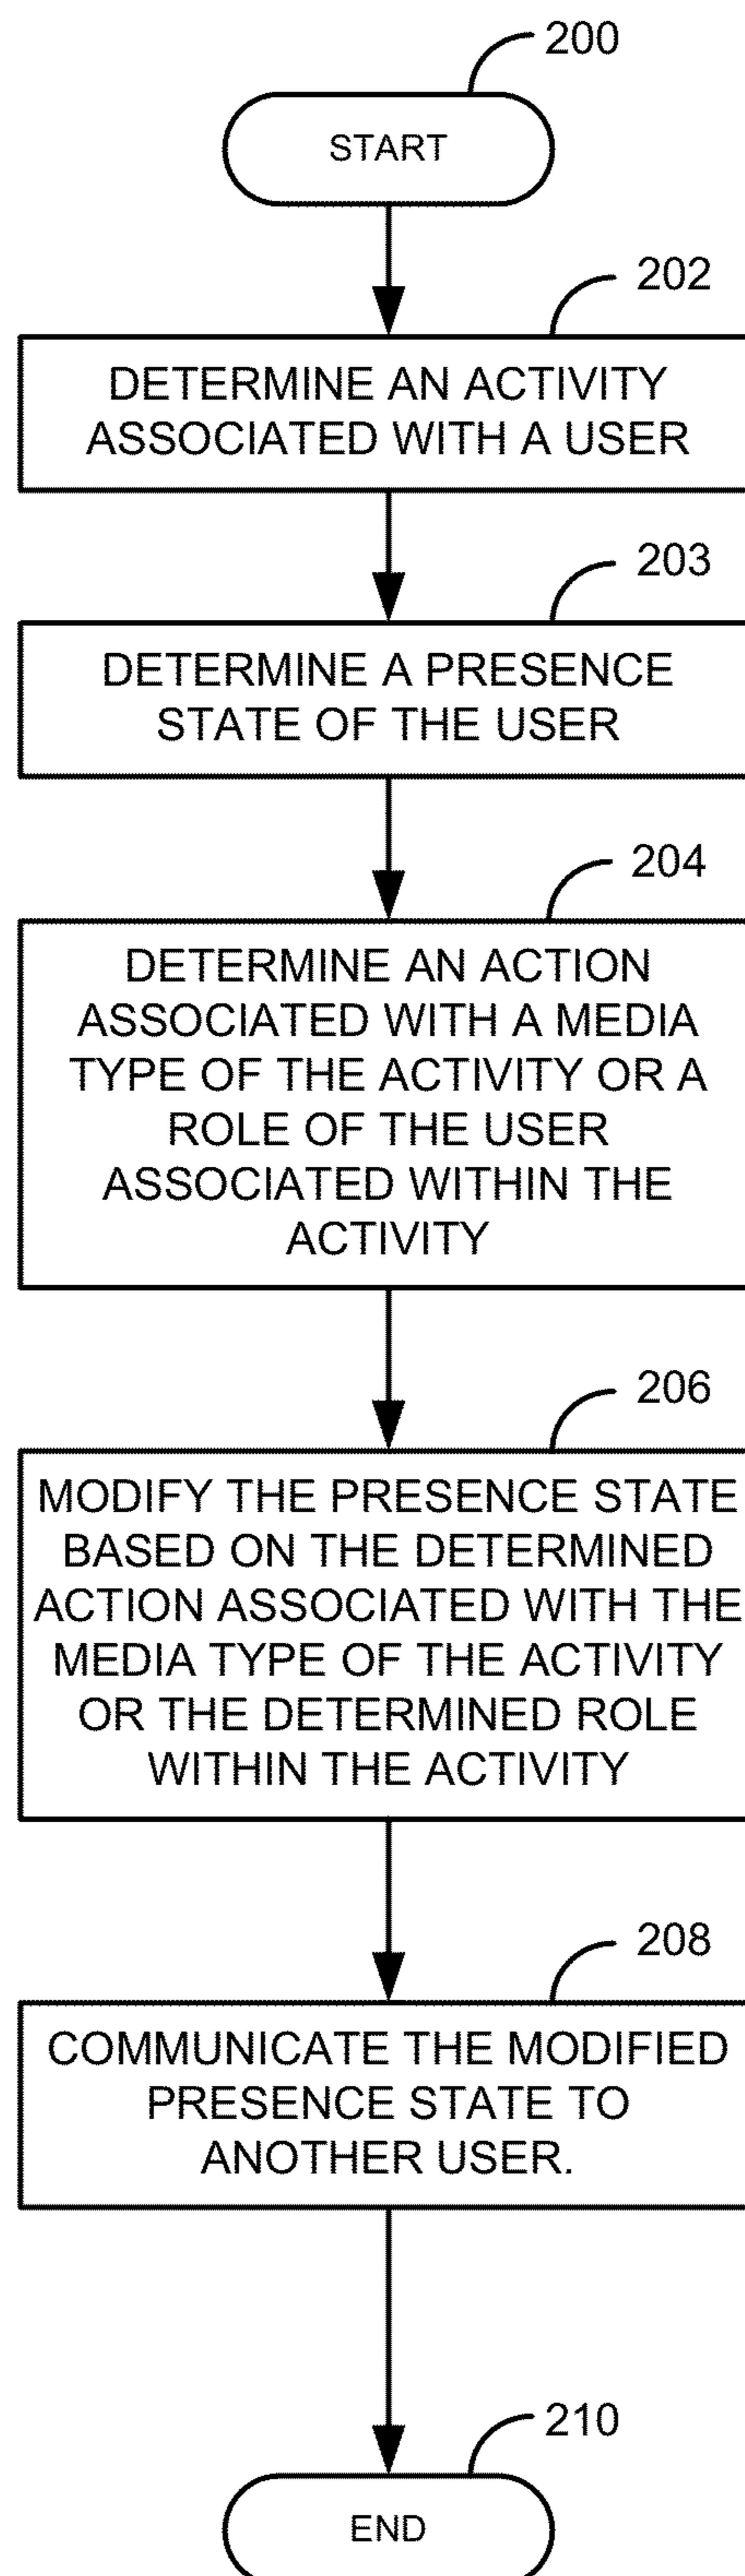 200
START
202
DETERMINE AN ACTIVITY
ASSOCIATED WITH A USER
203
DETERMINE A PRESENCE
STATE OF THE USER
204
DETERMINE AN ACTION
ASSOCIATED WITH A MEDIA
TYPE OF THE ACTIVITY OR A
ROLE OF THE USER
ASSOCIATED WITHIN THE
ACTIVITY
206
MODIFY THE PRESENCE STATE
BASED ON THE DETERMINED
ACTION ASSOCIATED WITH THE
MEDIA TYPE OF THE ACTIVITY
OR THE DETERMINED ROLE
WITHIN THE ACTIVITY
208
COMMUNICATE THE MODIFIED
PRESENCE STATE TO
ANOTHER USER.
210
END